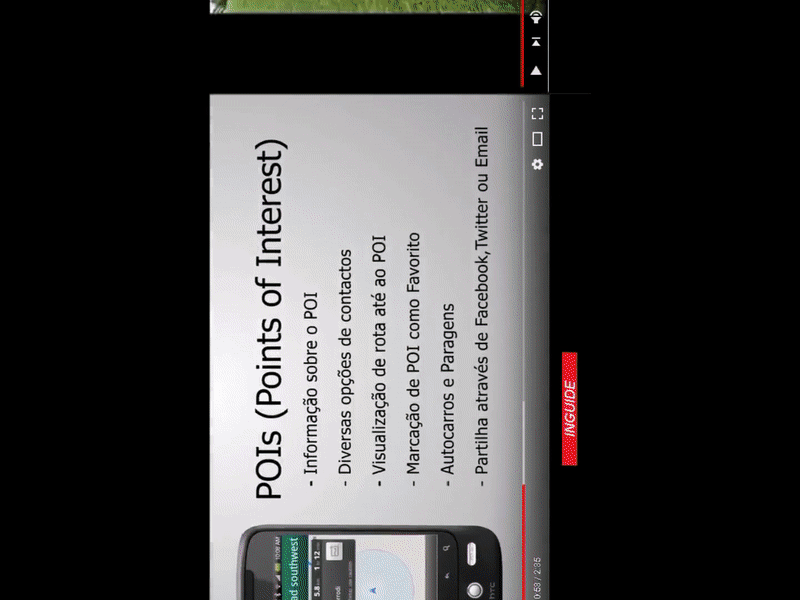 POIs (Points of Interest)
- Informação sobre o POI
- Diversas opções de contactos
- Visualização de rota até ao POI
- Marcação de POI como Favorito
- Autocarros e Paragens
- Partilha através de Facebook,Twitter ou Email
10:08 AM
ad southwest
5.8
1
12
htc
0:53 / 2:35
INGUIDE